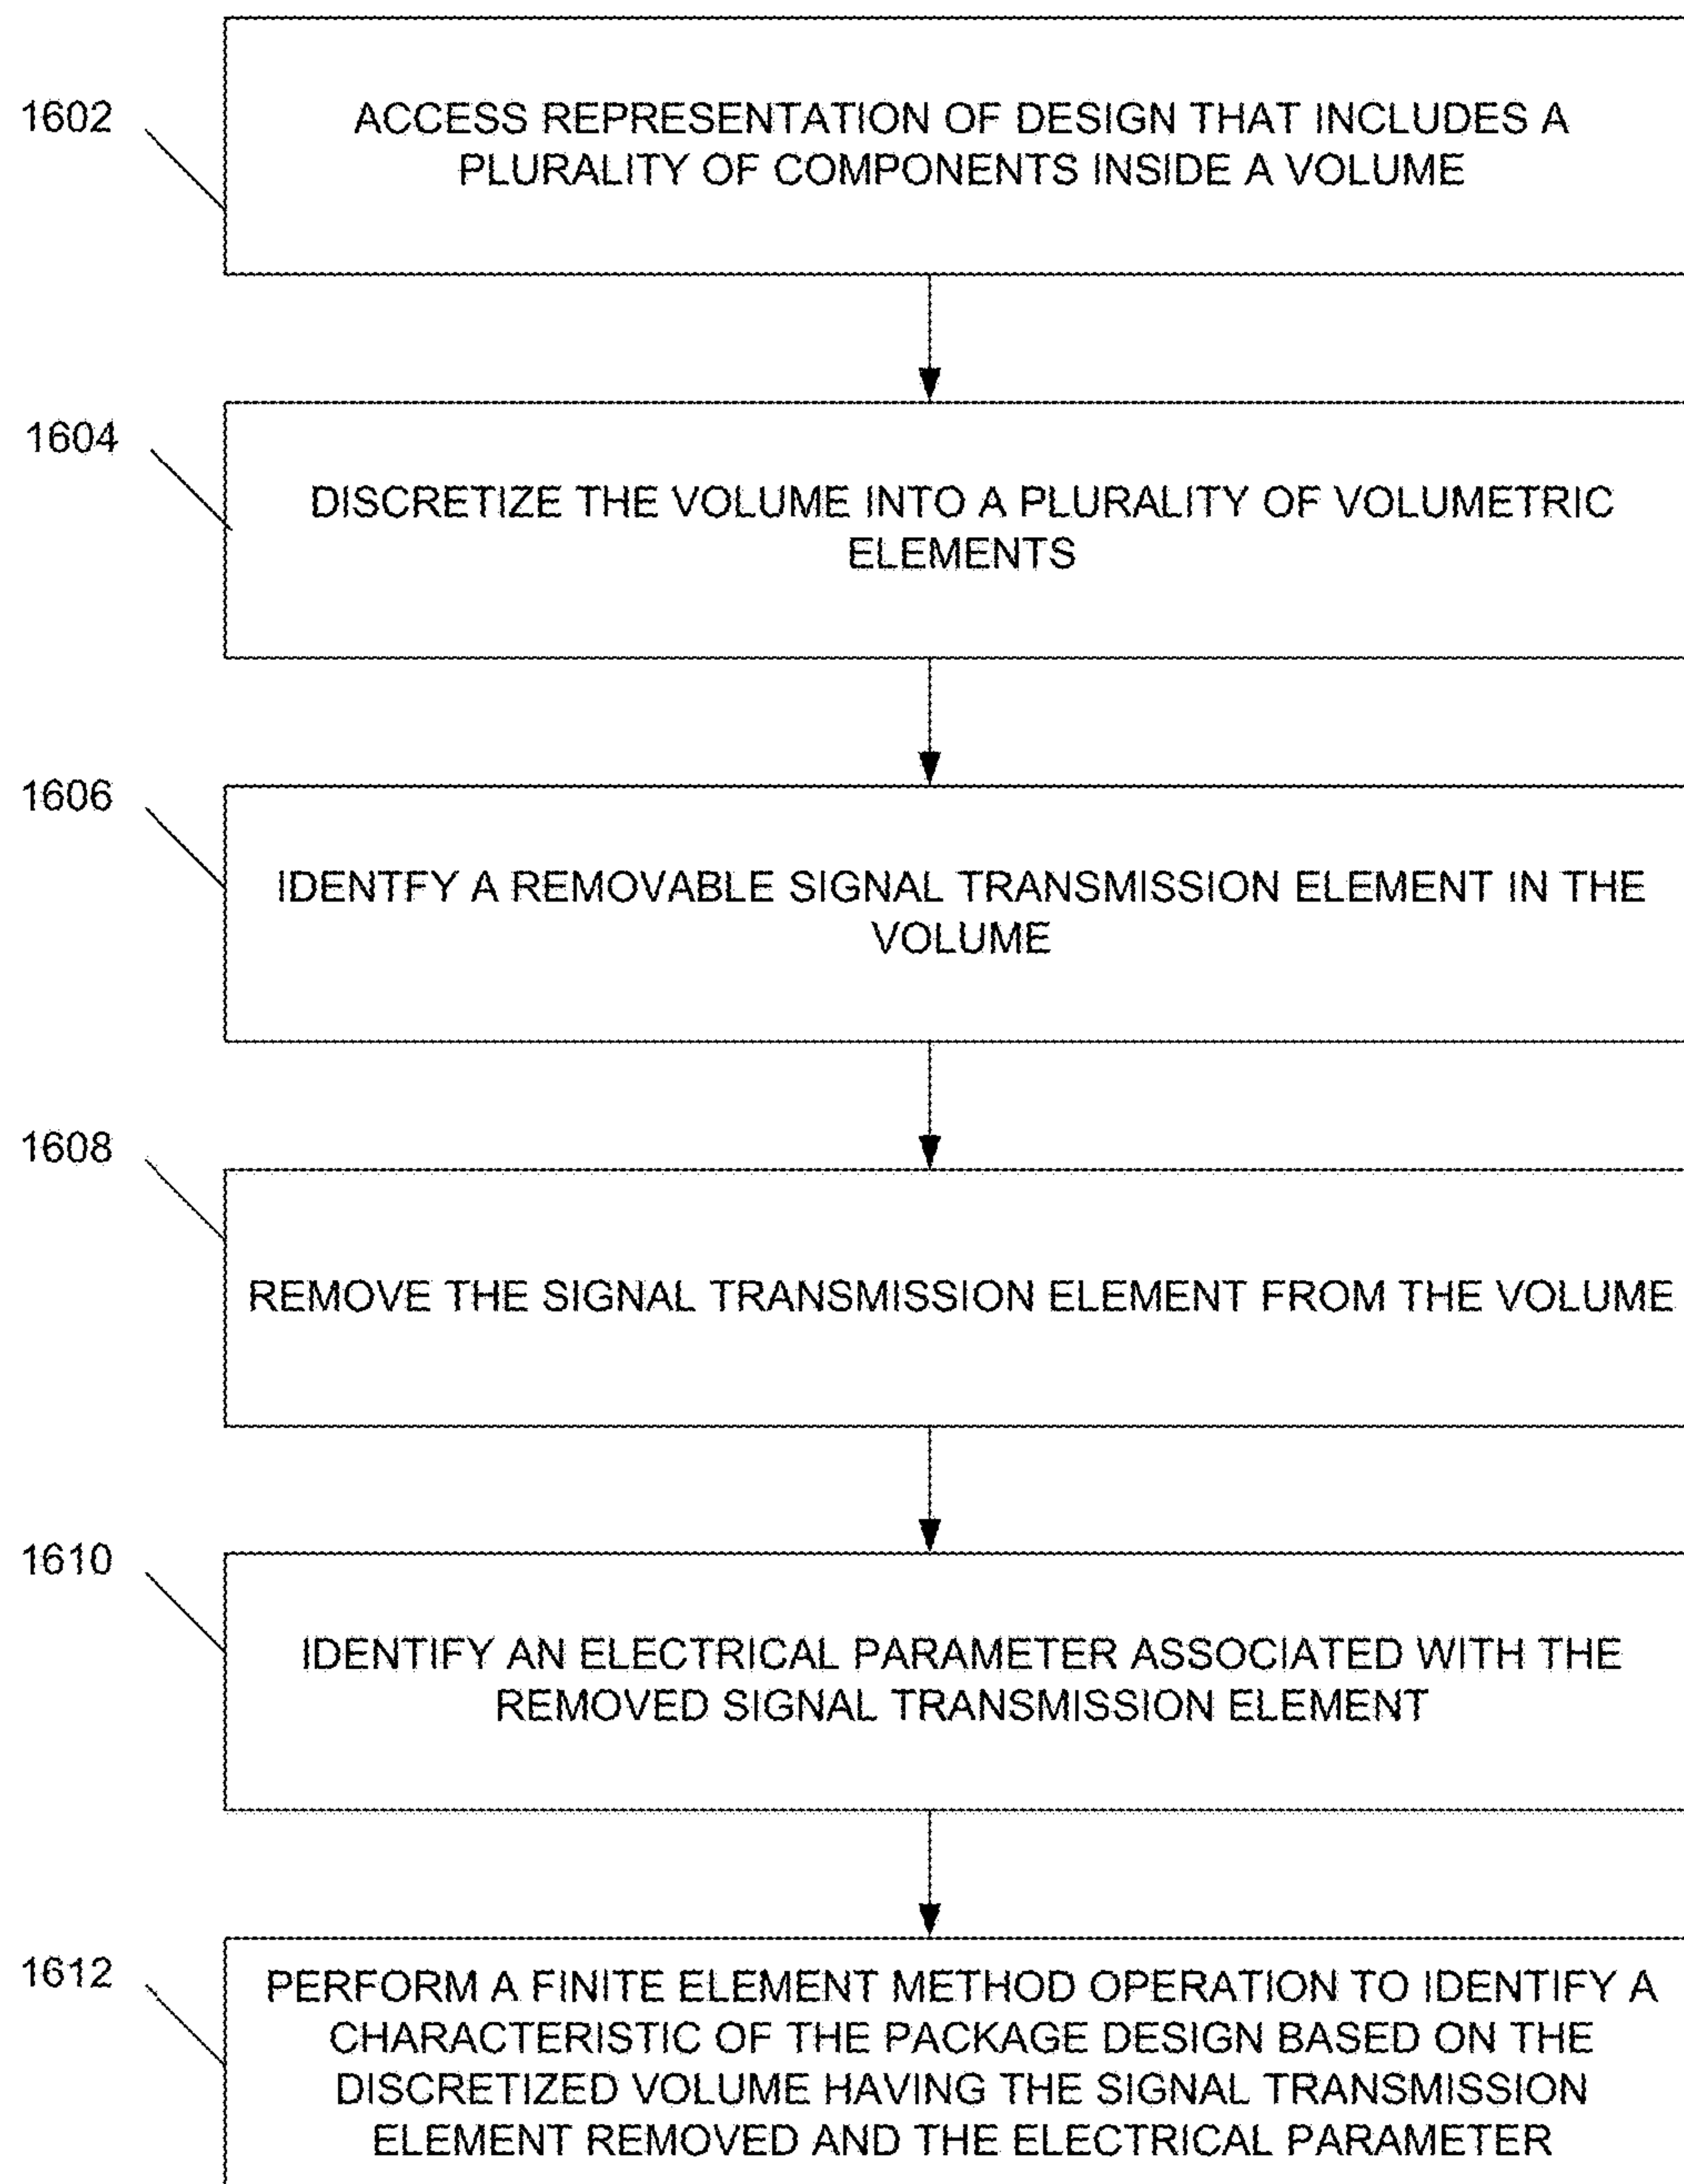 1602
ACCESS REPRESENTATION OF DESIGN THAT INCLUDES A
PLURALITY OF COMPONENTS INSIDE A VOLUME
1604
DISCRETIZE THE VOLUME INTO A PLURALITY OF VOLUMETRIC
ELEMENTS
1606
IDENTFY A REMOVABLE SIGNAL TRANSMISSION ELEMENT IN THE
VOLUME
1608
REMOVE THE SIGNAL TRANSMISSION ELEMENT FROM THE VOLUME
1610
IDENTIFY AN ELECTRICAL PARAMETER ASSOCIATED WITH THE
REMOVED SIGNAL TRANSMISSION ELEMENT
1612
PERFORM A FINITE ELEMENT METHOD OPERATION TO IDENTIFY A
CHARACTERISTIC OF THE PACKAGE DESIGN BASED ON THE
DISCRETIZED VOLUME HAVING THE SIGNAL TRANSMISSION
ELEMENT REMOVED AND THE ELECTRICAL PARAMETER